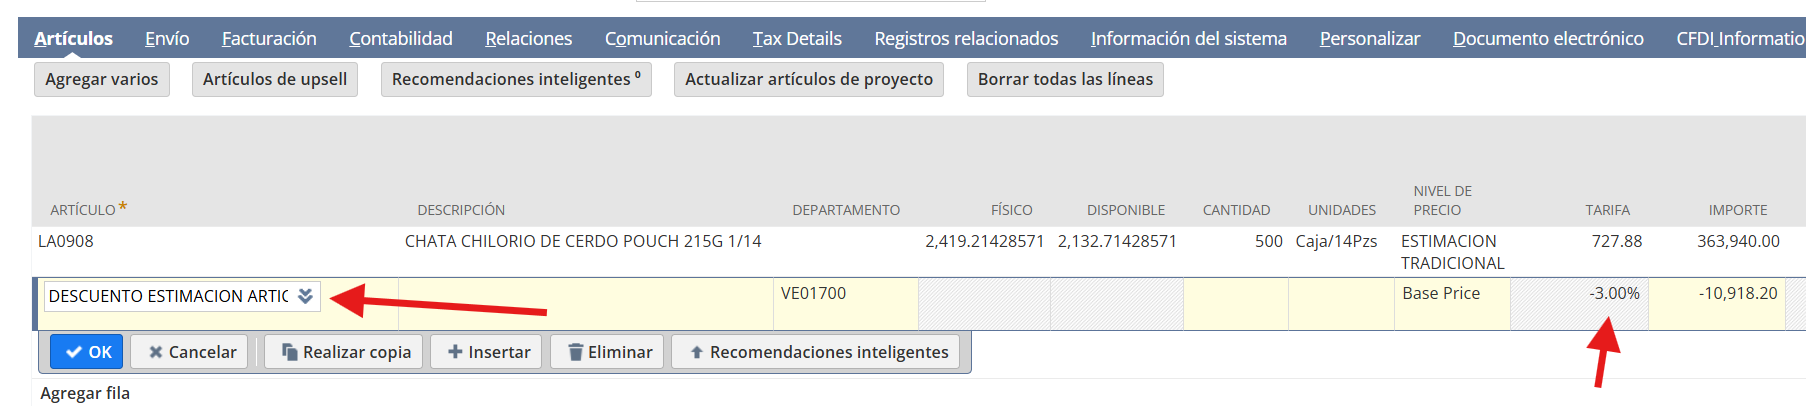 Artículos Envío Facturación Contabilidad Relaciones Comunicación Tax Details Registros relacionados Información del sistema Personalizar Documento electrónico CFDI_Informatio
Agregar varios Artículos de upsell Recomendaciones inteligentes 0 Actualizar artículos de proyecto Borrar todas las líneas
NIVEL DE
ARTÍCULO* DESCRIPCIÓN DEPARTAMENTO FÍSICO DISPONIBLE CANTIDAD UNIDADES PRECIO TARIFA IMPORTE
LA0908 CHATA CHILORIO DE CERDO POUCH 215G 1/14 2,419.21428571 2,132.71428571 500 Caja/14Pzs ESTIMACION 727.88 363,940.00
TRADICIONAL
DESCUENTO ESTIMACION ARTIC VE01700 Base Price -3.00% -10,918.20
OK Cancelar Realizar copia Insertar Eliminar Recomendaciones inteligentes
Agregar fila